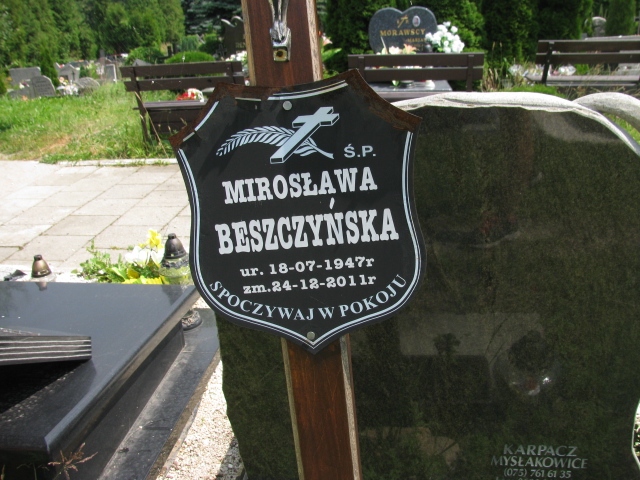 MORAWSCY
Ś.P.
MIROSŁAWA
BESZCZYŃSKA
ur. 18-07-1947r
zm. 24-12-2011r
SPOCZYWAJ W POKOJU
KARPACZ
MYSŁAKOWICE
(075) 761 61 35